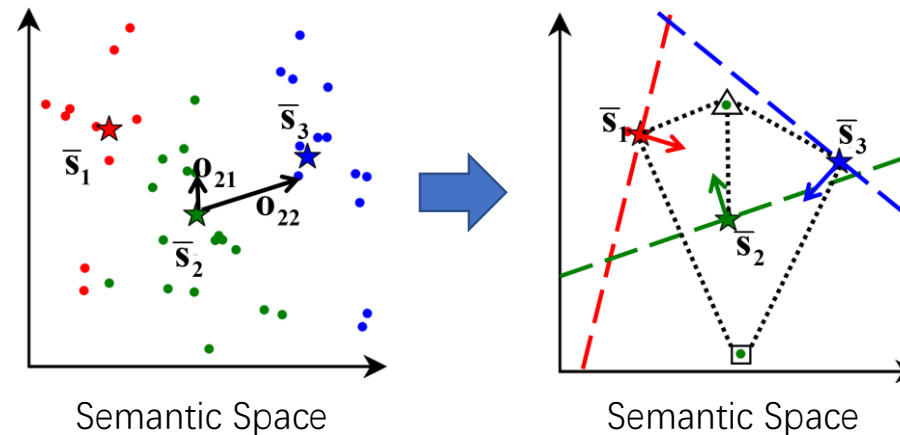 s̅₁
o₂₁
o₂₂
s̅₂
s̅₃
Semantic Space
s̅₁
s̅₂
s̅₃
Semantic Space